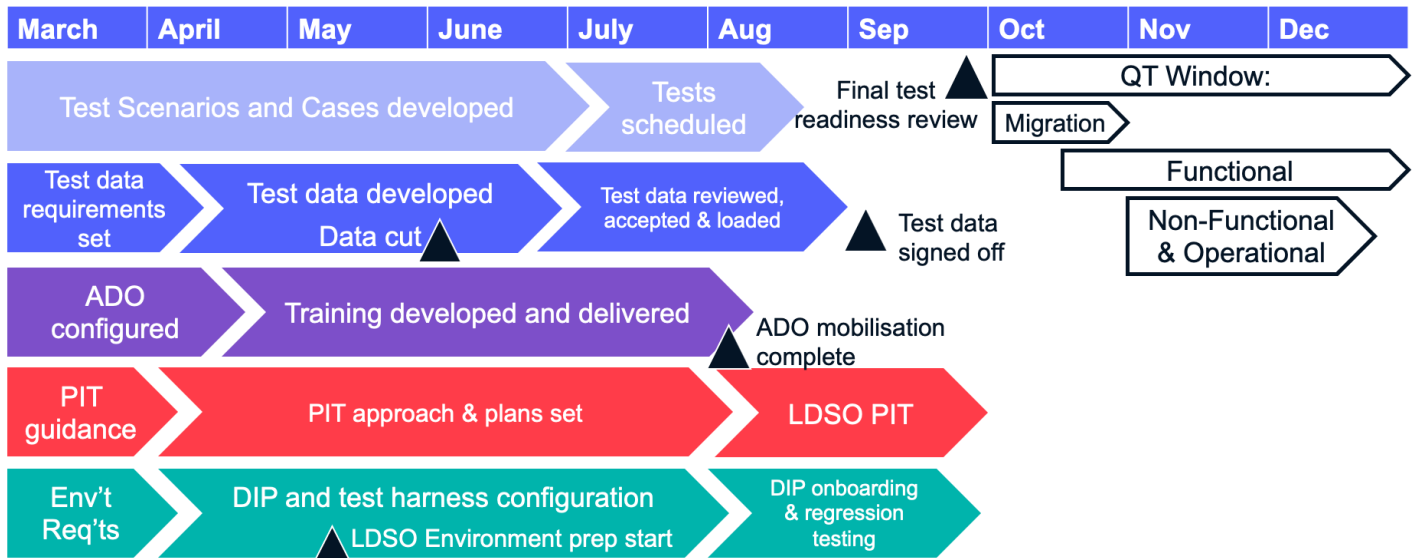 March April May June July Aug Sep Oct Nov Dec
Test Scenarios and Cases developed
Tests
scheduled
Final test
readiness review
QT Window:
Migration
Functional
Non-Functional
& Operational
Test data
requirements
set
Test data developed
Data cut
Test data reviewed,
accepted & loaded
Test data
signed off
ADO
configured
Training developed and delivered
ADO mobilisation
complete
PIT
guidance
PIT approach & plans set
LDSO PIT
Env't
Req'ts
DIP and test harness configuration
LDSO Environment prep start
DIP onboarding
& regression
testing